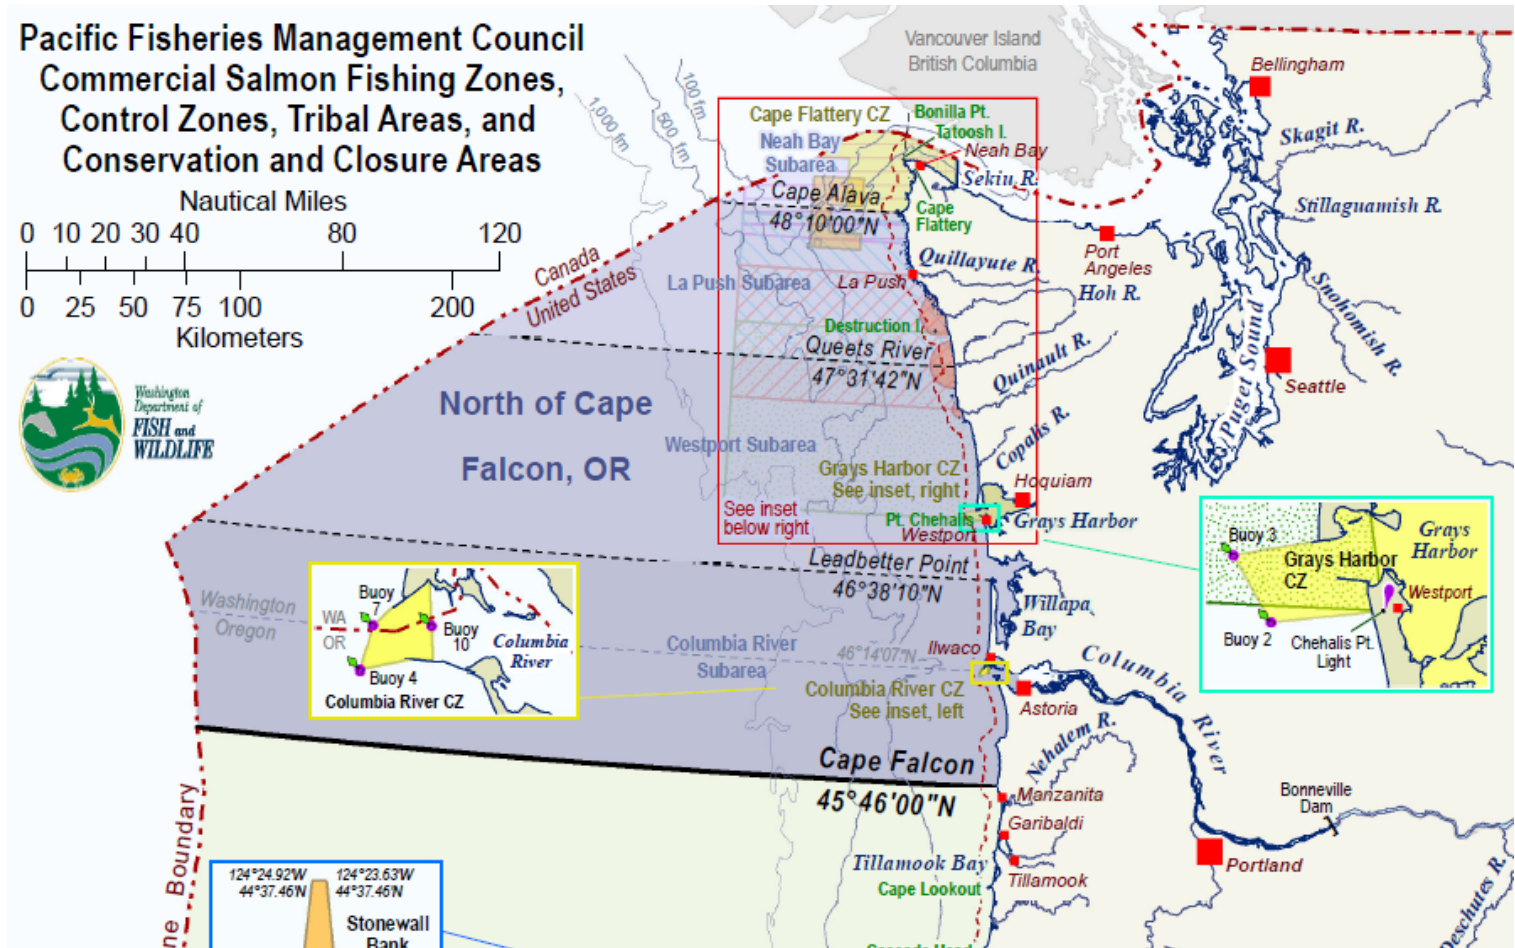 Pacific Fisheries Management Council
Commercial Salmon Fishing Zones,
Control Zones, Tribal Areas, and
Conservation and Closure Areas
Nautical Miles
0 10 20 30 40 80 120
0 25 50 75 100 200
Kilometers
Washington
Department of
FISH and
WILDLIFE
1,000 fm
500 fm
100 fm
Vancouver Island
British Columbia
Bellingham
Skagit R.
Stillaguamish R.
Snohomish R.
Puget Sound
Seattle
Cape Flattery CZ
Bonilla Pt.
Tatoosh I.
Neah Bay
Neah Bay
Subarea
Sekiu R.
Cape Alava
48°10'00"N
Cape
Flattery
Port
Angeles
Canada
United States
Quillayute R.
La Push Subarea
La Push
Hoh R.
Destruction I.
Queets River
47°31'42"N
Quinault R.
North of Cape
Falcon, OR
Westport Subarea
Copalis R.
Grays Harbor CZ
See inset, right
Hoquiam
See inset
below right
Pt. Chehalis
Westport
Grays Harbor
Leadbetter Point
46°38'10"N
Willapa
Bay
Buoy 3
Grays Harbor
CZ
Grays
Harbor
Westport
Buoy 2
Chehalis Pt.
Light
Washington
Oregon
Buoy
7
WA
OR
Buoy
10
Columbia
River
Buoy 4
Columbia River CZ
Columbia River
Subarea
46°14'07"N
Ilwaco
Columbia River
Columbia River CZ
See inset, left
Astoria
Nehalem R.
Cape Falcon
45°46'00"N
Manzanita
Garibaldi
Tillamook Bay
Tillamook
Cape Lookout
Bonneville
Dam
Portland
Deschutes R.
ne Boundary
124°24.92'W 124°23.63'W
44°37.46'N 44°37.46'N
Stonewall
Bank
Cascade Head